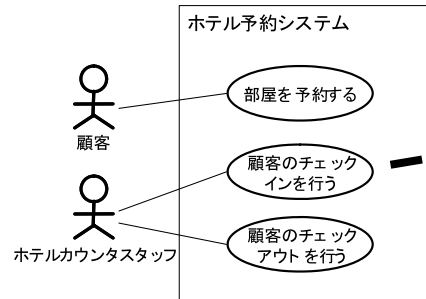 ホテル予約システム
部屋を予約する
顧客
顧客のチェック
インを行う
ホテルカウンタスタッフ
顧客のチェック
アウトを行う